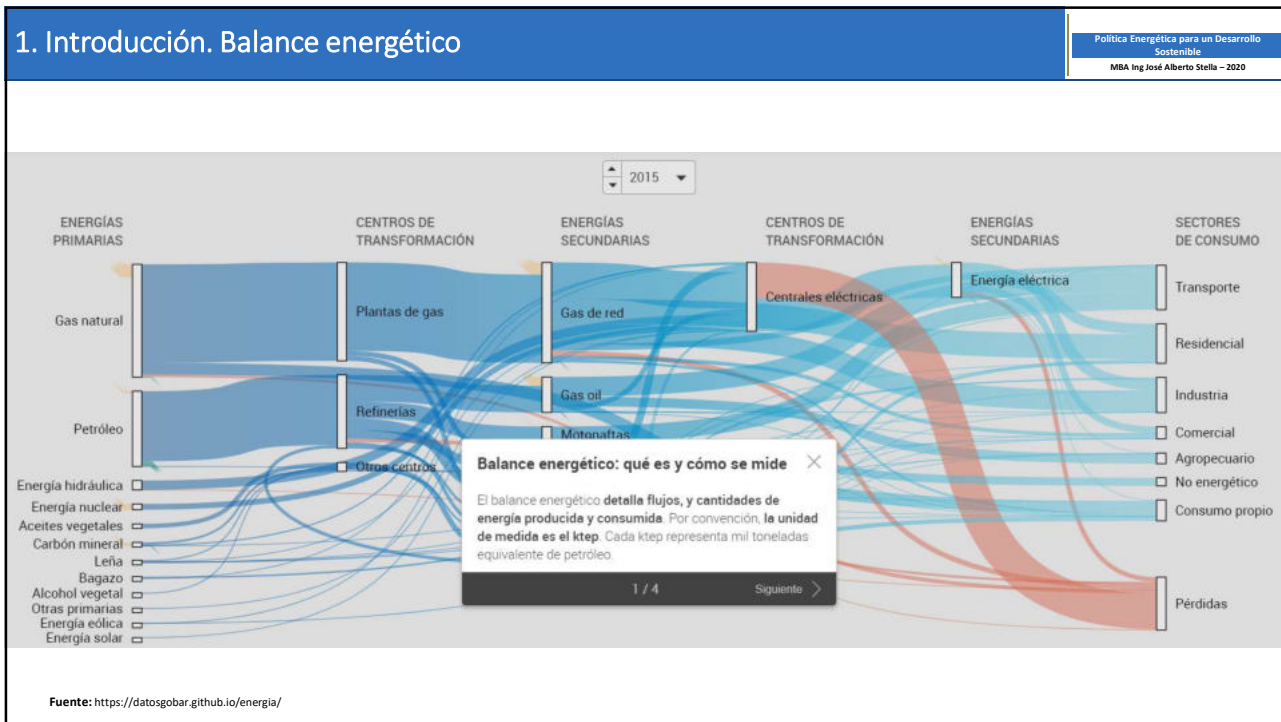 1. Introducción. Balance energético
Política Energética para un Desarrollo
Sostenible
MBA Ing José Alberto Stella – 2020
2015
ENERGÍAS
PRIMARIAS
CENTROS DE
TRANSFORMACIÓN
ENERGÍAS
SECUNDARIAS
CENTROS DE
TRANSFORMACIÓN
ENERGÍAS
SECUNDARIAS
SECTORES
DE CONSUMO
Gas natural
Petróleo
Energía hidráulica
Energía nuclear
Aceites vegetales
Carbón mineral
Leña
Bagazo
Alcohol vegetal
Otras primarias
Energía eólica
Energía solar
Plantas de gas
Refinerías
Otros centros
Gas de red
Gas oil
Motonaftas
Centrales eléctricas
Energía eléctrica
Transporte
Residencial
Industria
Comercial
Agropecuario
No energético
Consumo propio
Pérdidas
Balance energético: qué es y cómo se mide
El balance energético detalla flujos, y cantidades de
energía producida y consumida. Por convención, la unidad
de medida es el ktep. Cada ktep representa mil toneladas
equivalente de petróleo.
1 / 4
Siguiente
Fuente: https://datosgobar.github.io/energia/